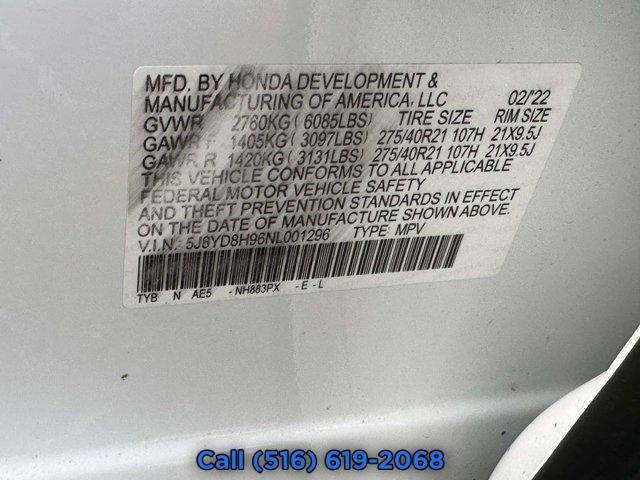 MFD. BY HONDA DEVELOPMENT &
MANUFACTURING OF AMERICA, LLC 02/'22
GVWR 2760KG ( 6085LBS) TIRE SIZE RIM SIZE
GAWR F 1405KG ( 3097LBS) 275/40R21 107H 21X9.5J
GAWR R 1420KG ( 3131LBS) 275/40R21 107H 21X9.5J
THIS VEHICLE CONFORMS TO ALL APPLICABLE
FEDERAL MOTOR VEHICLE SAFETY
AND THEFT PREVENTION STANDARDS IN EFFECT
ON THE DATE OF MANUFACTURE SHOWN ABOVE.
V.I.N.: 5J8YD8H96NL001296 TYPE: MPV
TYB N AE5 - NH883PX - E - L
Call (516) 619-2068